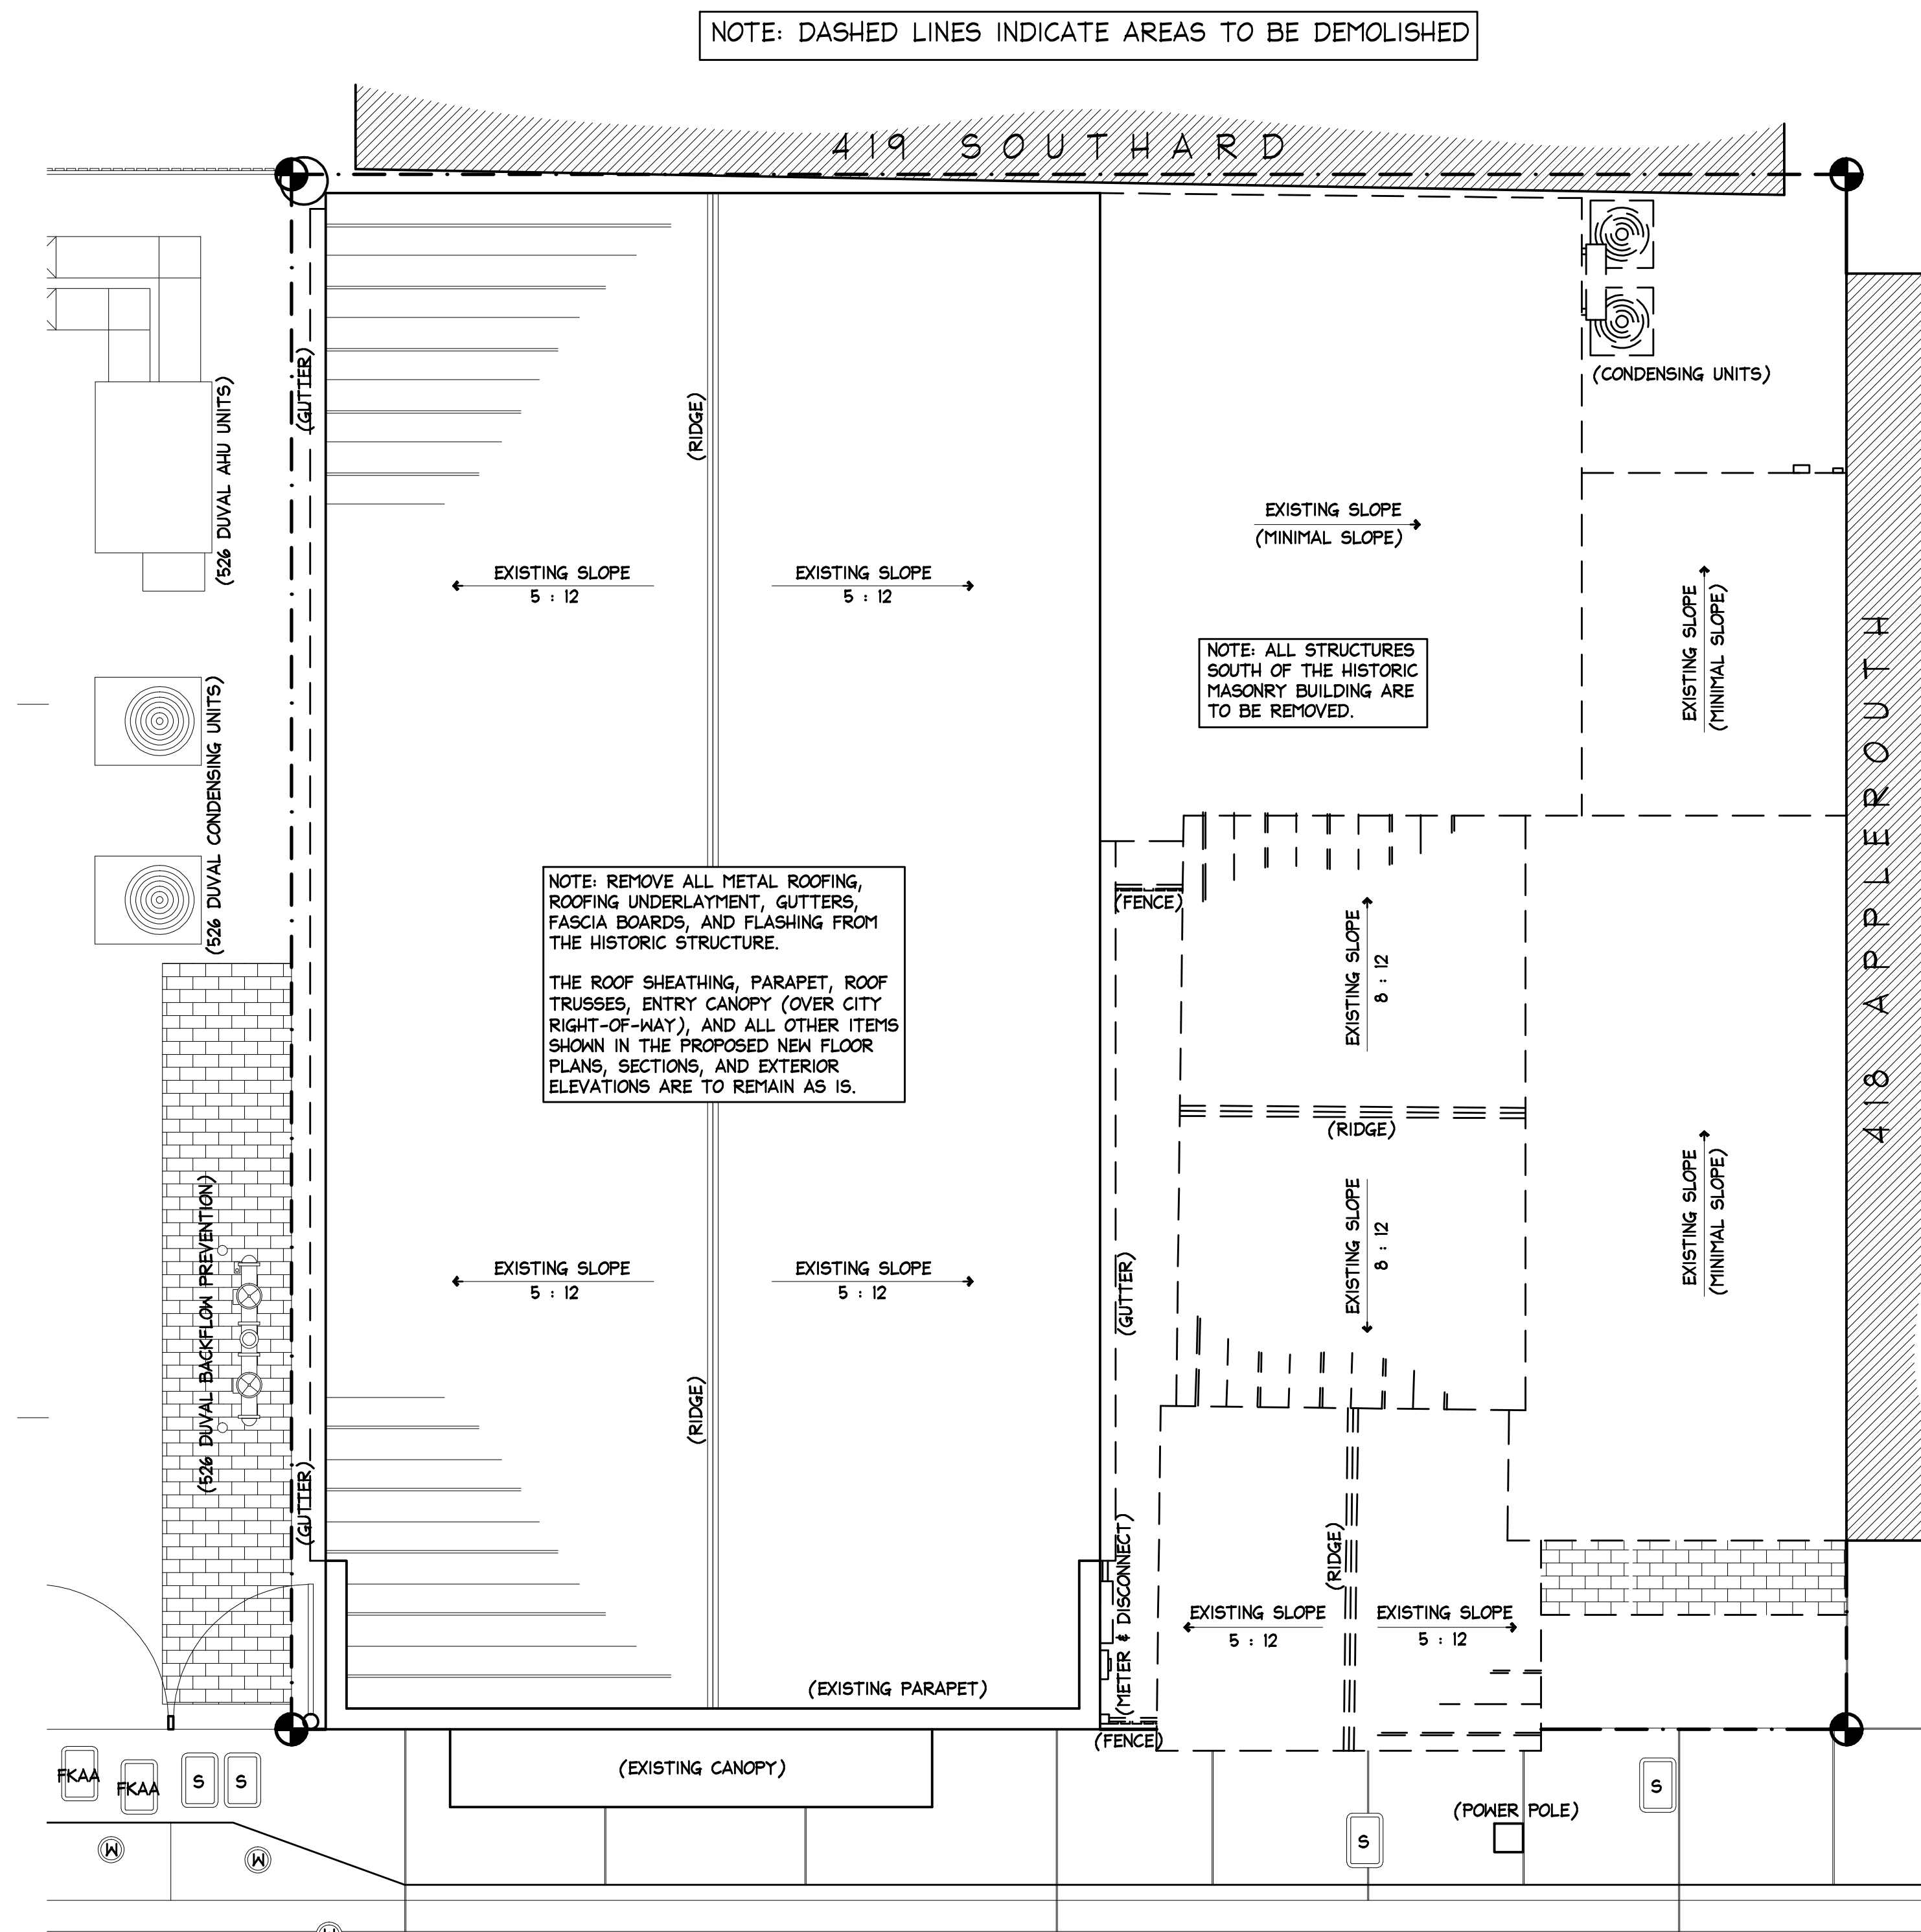 NOTE: DASHED LINES INDICATE AREAS TO BE DEMOLISHED
419 SOUTHARD
(GUTTER)
(526 DUVAL AHU UNITS)
(RIDGE)
(CONDENSING UNITS)
EXISTING SLOPE
(MINIMAL SLOPE)
EXISTING SLOPE
5 : 12
EXISTING SLOPE
5 : 12
EXISTING SLOPE
(MINIMAL SLOPE)
NOTE: ALL STRUCTURES
SOUTH OF THE HISTORIC
MASONRY BUILDING ARE
TO BE REMOVED.
418 APPLEROUTH
(526 DUVAL CONDENSING UNITS)
NOTE: REMOVE ALL METAL ROOFING,
ROOFING UNDERLAYMENT, GUTTERS,
FASCIA BOARDS, AND FLASHING FROM
THE HISTORIC STRUCTURE.
THE ROOF SHEATHING, PARAPET, ROOF
TRUSSES, ENTRY CANOPY (OVER CITY
RIGHT-OF-WAY), AND ALL OTHER ITEMS
SHOWN IN THE PROPOSED NEW FLOOR
PLANS, SECTIONS, AND EXTERIOR
ELEVATIONS ARE TO REMAIN AS IS.
(FENCE)
EXISTING SLOPE
8 : 12
(RIDGE)
EXISTING SLOPE
8 : 12
EXISTING SLOPE
(MINIMAL SLOPE)
(526 DUVAL BACKFLOW PREVENTION)
EXISTING SLOPE
5 : 12
EXISTING SLOPE
5 : 12
(GUTTER)
(RIDGE)
(GUTTER)
(METER & DISCONNECT)
(RIDGE)
EXISTING SLOPE
5 : 12
EXISTING SLOPE
5 : 12
(EXISTING PARAPET)
(FENCE)
(EXISTING CANOPY)
FKAA
FKAA
S
S
S
(POWER POLE)
S
W
W